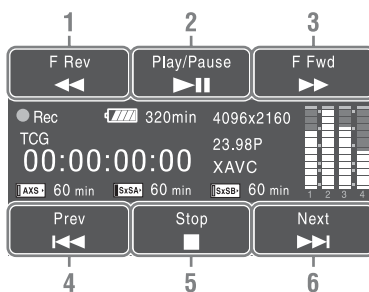 1 2 3
F Rev Play/Pause F Fwd
Rec 320min 4096x2160
TCG 23.98P
00:00:00:00 XAVC
AXS 60 min SxSA 60 min SxSB 60 min 1 2 3 4
Prev Stop Next
4 5 6